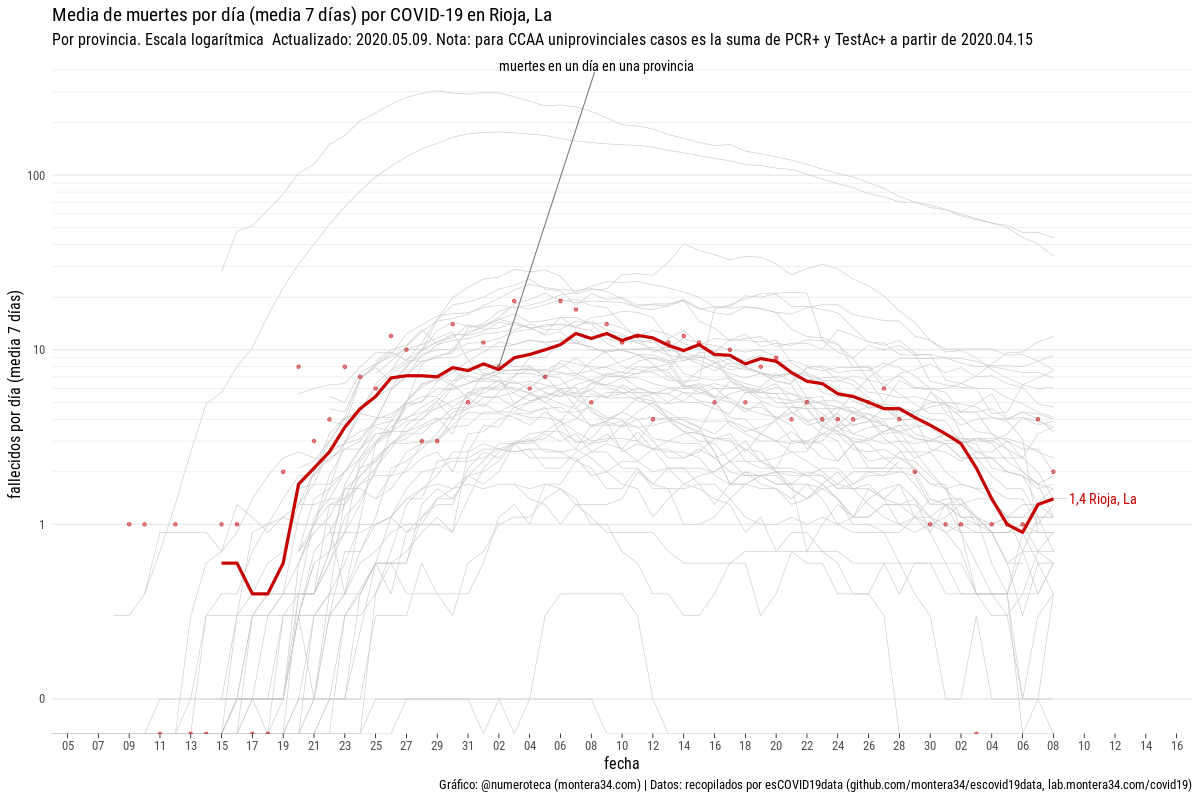 Media de muertes por día (media 7 días) por COVID-19 en Rioja, La
Por provincia. Escala logarítmica  Actualizado: 2020.05.09. Nota: para CCAA uniprovinciales casos es la suma de PCR+ y TestAc+ a partir de 2020.04.15
muertes en un día en una provincia
fallecidos por día (media 7 días)
100
10
1
0
1,4 Rioja, La
05 07 09 11 13 15 17 19 21 23 25 27 29 31 02 04 06 08 10 12 14 16 18 20 22 24 26 28 30 02 04 06 08 10 12 14 16
fecha
Gráfico: @numeroteca (montera34.com) | Datos: recopilados por esCOVID19data (github.com/montera34/escovid19data, lab.montera34.com/covid19)